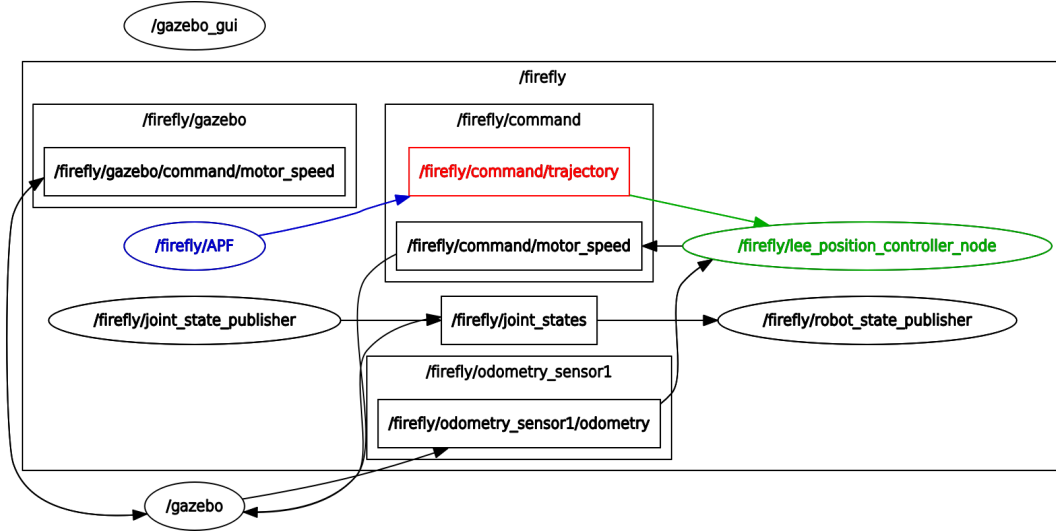 /gazebo_gui
/firefly
/firefly/gazebo
/firefly/command
/firefly/gazebo/command/motor_speed
/firefly/command/trajectory
/firefly/APF
/firefly/command/motor_speed
/firefly/lee_position_controller_node
/firefly/joint_state_publisher
/firefly/joint_states
/firefly/robot_state_publisher
/firefly/odometry_sensor1
/firefly/odometry_sensor1/odometry
/gazebo